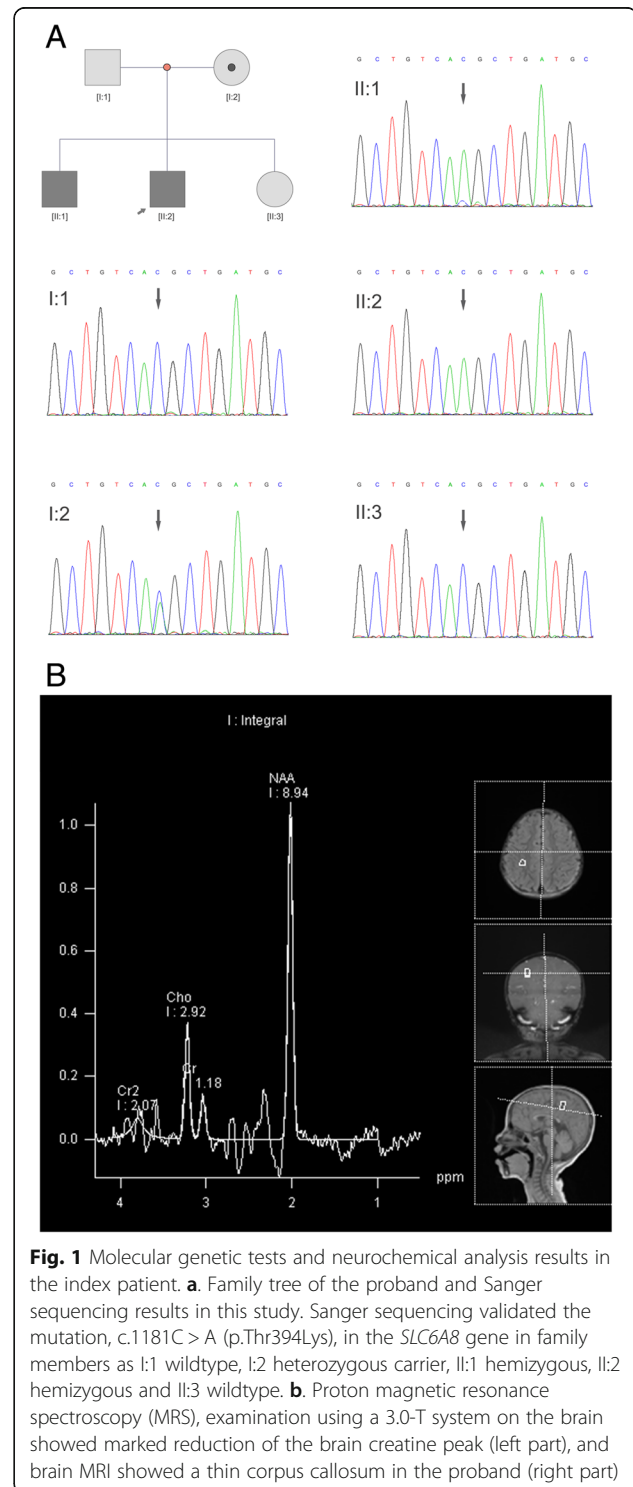 A
[I:1]
[I:2]
[II:1]
[II:2]
[II:3]
G C T G T C A C G C T G A T G C
II:1
G C T G T C A C G C T G A T G C
I:1
G C T G T C A C G C T G A T G C
II:2
G C T G T C A C G C T G A T G C
I:2
G C T G T C A C G C T G A T G C
II:3
B
I : Integral
NAA
I : 8.94
1.0
0.8
0.6
0.4
Cho
I : 2.92
Cr
1.18
0.2
Cr2
I : 2.07
0.0
ppm
4
3
2
1
Fig. 1 Molecular genetic tests and neurochemical analysis results in
the index patient. a. Family tree of the proband and Sanger
sequencing results in this study. Sanger sequencing validated the
mutation, c.1181C > A (p.Thr394Lys), in the SLC6A8 gene in family
members as I:1 wildtype, I:2 heterozygous carrier, II:1 hemizygous, II:2
hemizygous and II:3 wildtype. b. Proton magnetic resonance
spectroscopy (MRS), examination using a 3.0-T system on the brain
showed marked reduction of the brain creatine peak (left part), and
brain MRI showed a thin corpus callosum in the proband (right part)